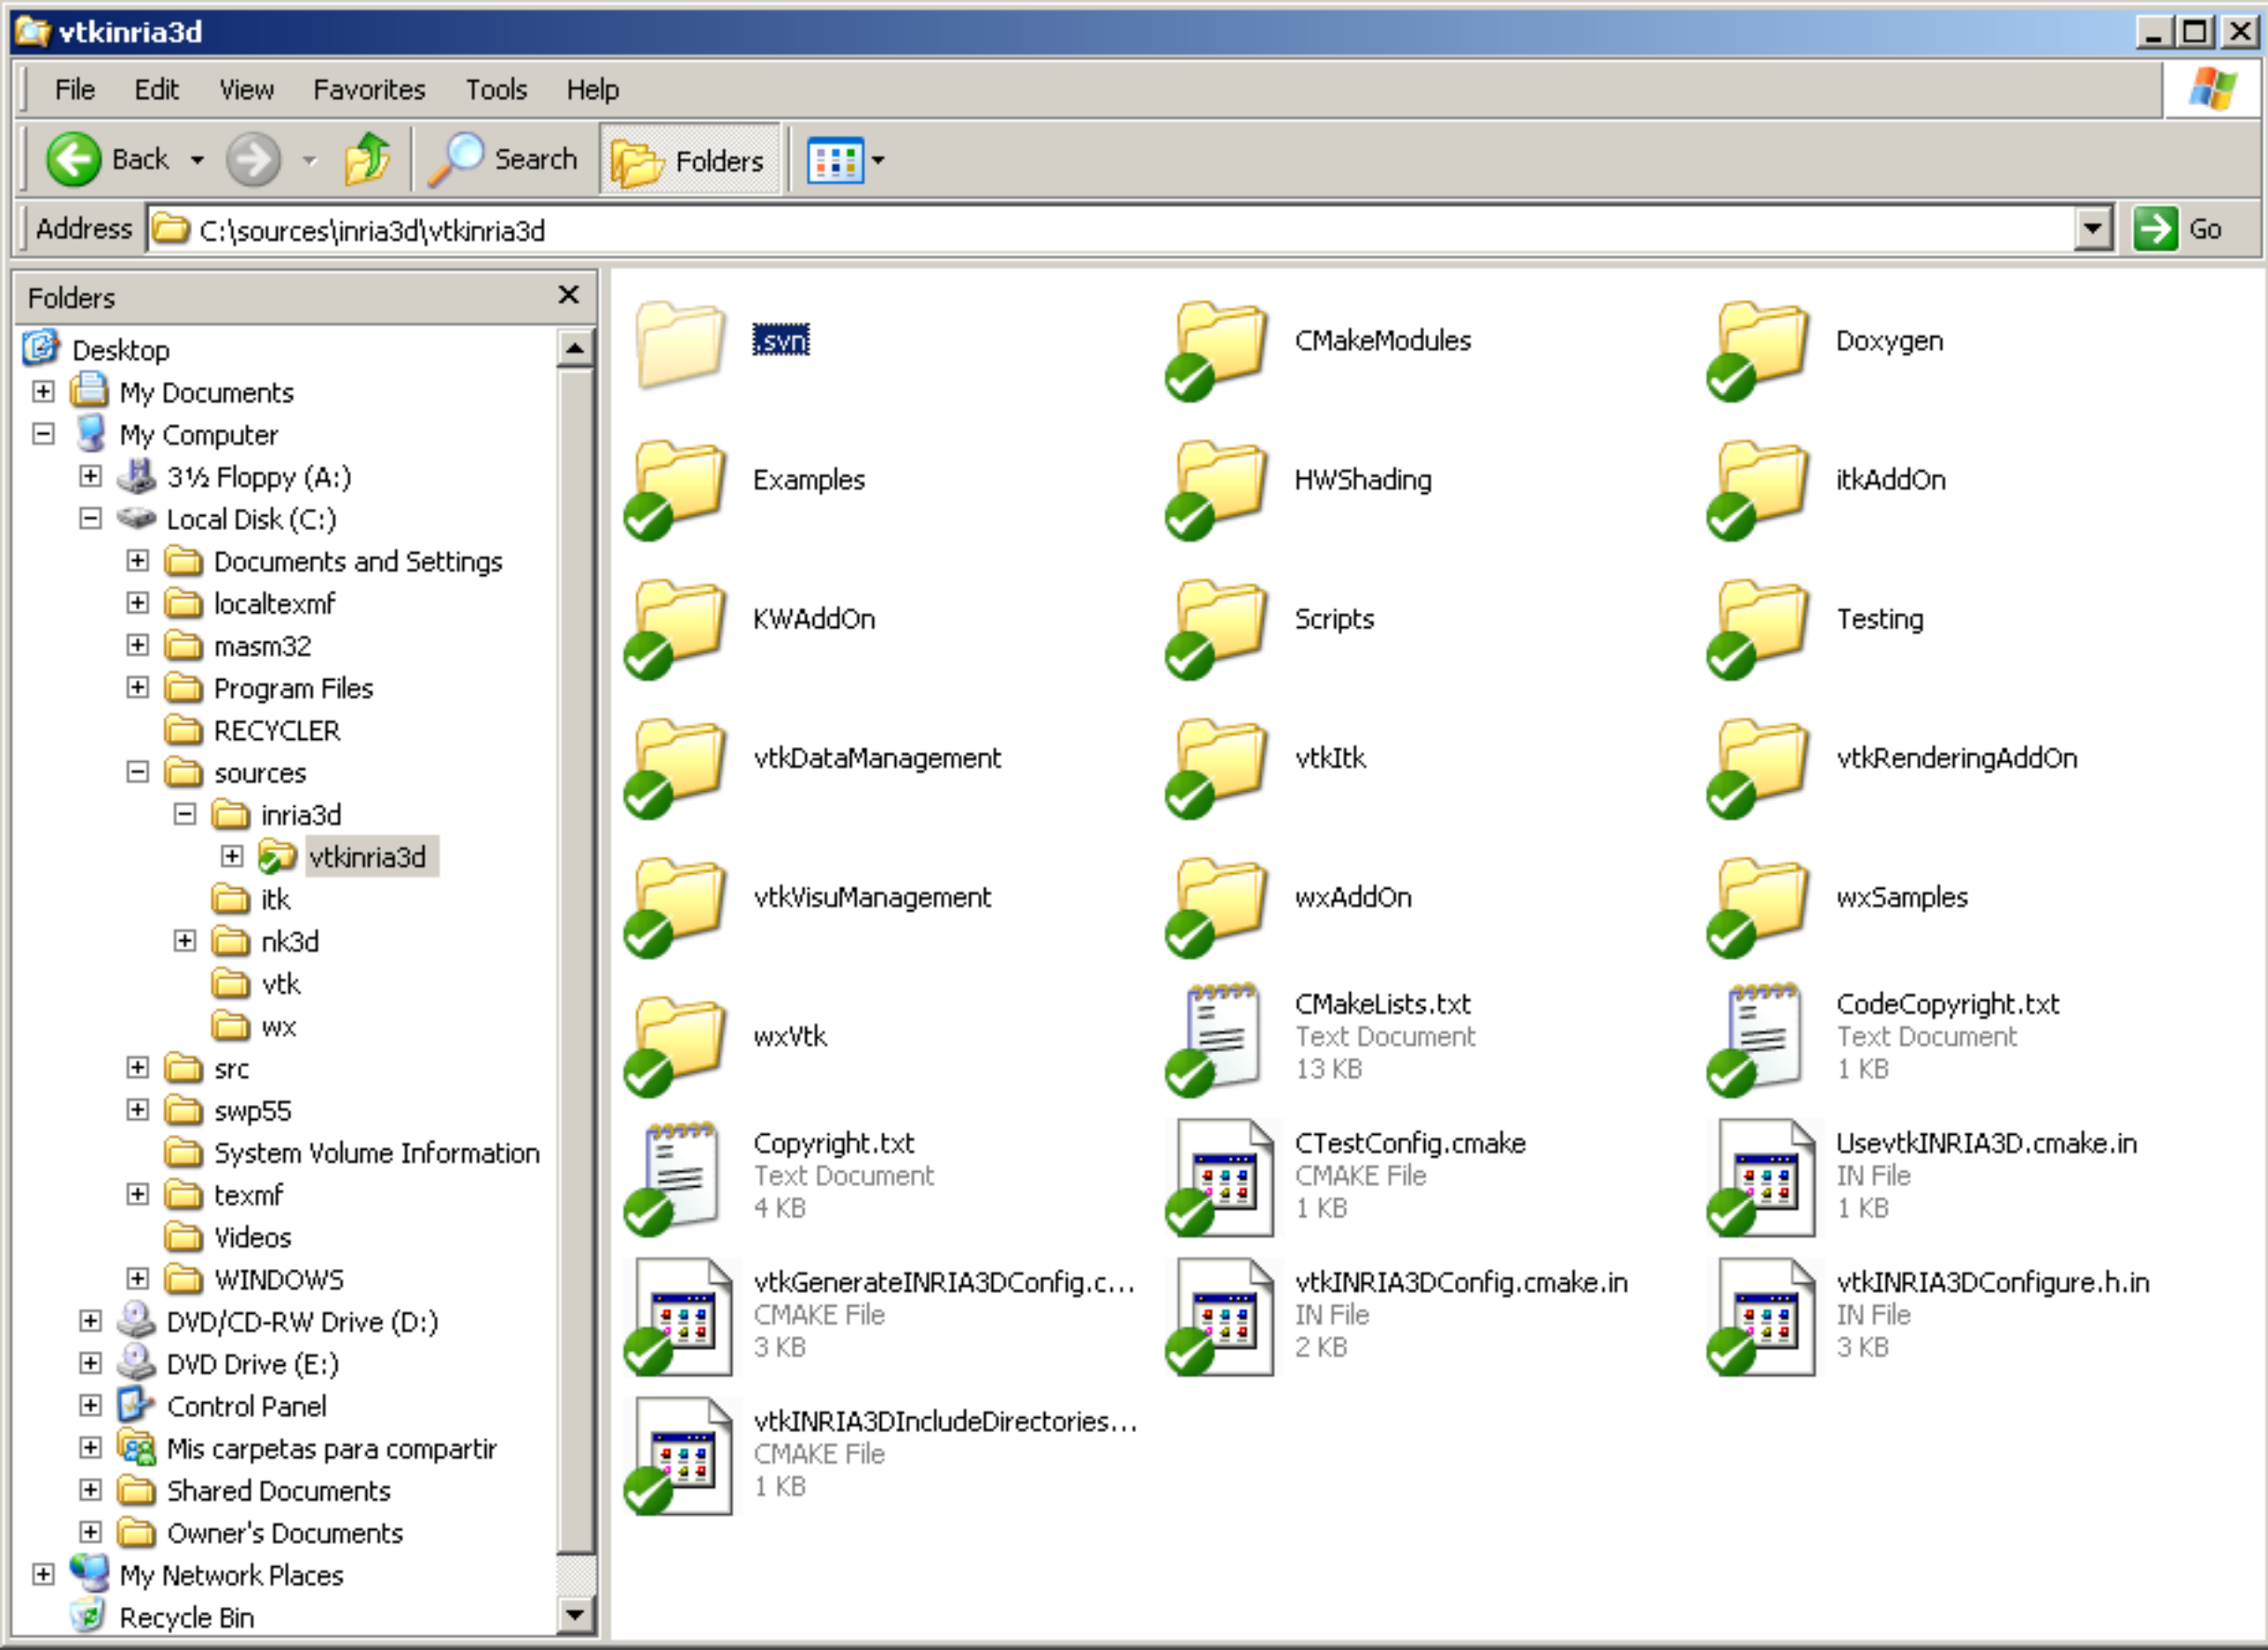 vtkinria3d
File Edit View Favorites Tools Help
Back Search Folders
Address C:\sources\inria3d\vtkinria3d Go
Folders
Desktop
My Documents
My Computer
3½ Floppy (A:)
Local Disk (C:)
Documents and Settings
localtexmf
masm32
Program Files
RECYCLER
sources
inria3d
vtkinria3d
itk
nk3d
vtk
wx
src
swp55
System Volume Information
texmf
Videos
WINDOWS
DVD/CD-RW Drive (D:)
DVD Drive (E:)
Control Panel
Mis carpetas para compartir
Shared Documents
Owner's Documents
My Network Places
Recycle Bin
.svn
CMakeModules
Doxygen
Examples
HWShading
itkAddOn
KWAddOn
Scripts
Testing
vtkDataManagement
vtkItk
vtkRenderingAddOn
vtkVisuManagement
wxAddOn
wxSamples
wxVtk
CMakeLists.txt
Text Document
13 KB
CodeCopyright.txt
Text Document
1 KB
Copyright.txt
Text Document
4 KB
CTestConfig.cmake
CMAKE File
1 KB
UsevtkINRIA3D.cmake.in
IN File
1 KB
vtkGenerateINRIA3DConfig.c...
CMAKE File
3 KB
vtkINRIA3DConfig.cmake.in
IN File
2 KB
vtkINRIA3DConfigure.h.in
IN File
3 KB
vtkINRIA3DIncludeDirectories...
CMAKE File
1 KB